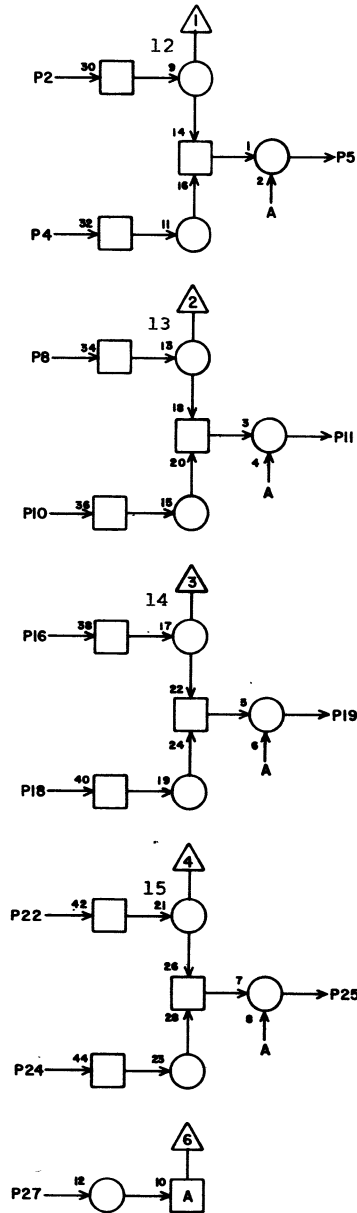 1
12
P2 30 9
14
1 P5
16 2
A
P4 32 11
2
13
P8 34 13
18
3 P11
20 4
A
P10 36 15
3
14
P16 38 17
22
5 P19
24 6
A
P18 40 19
4
15
P22 42 21
26
7 P25
28 8
A
P24 44 23
6
P27 12 10 A